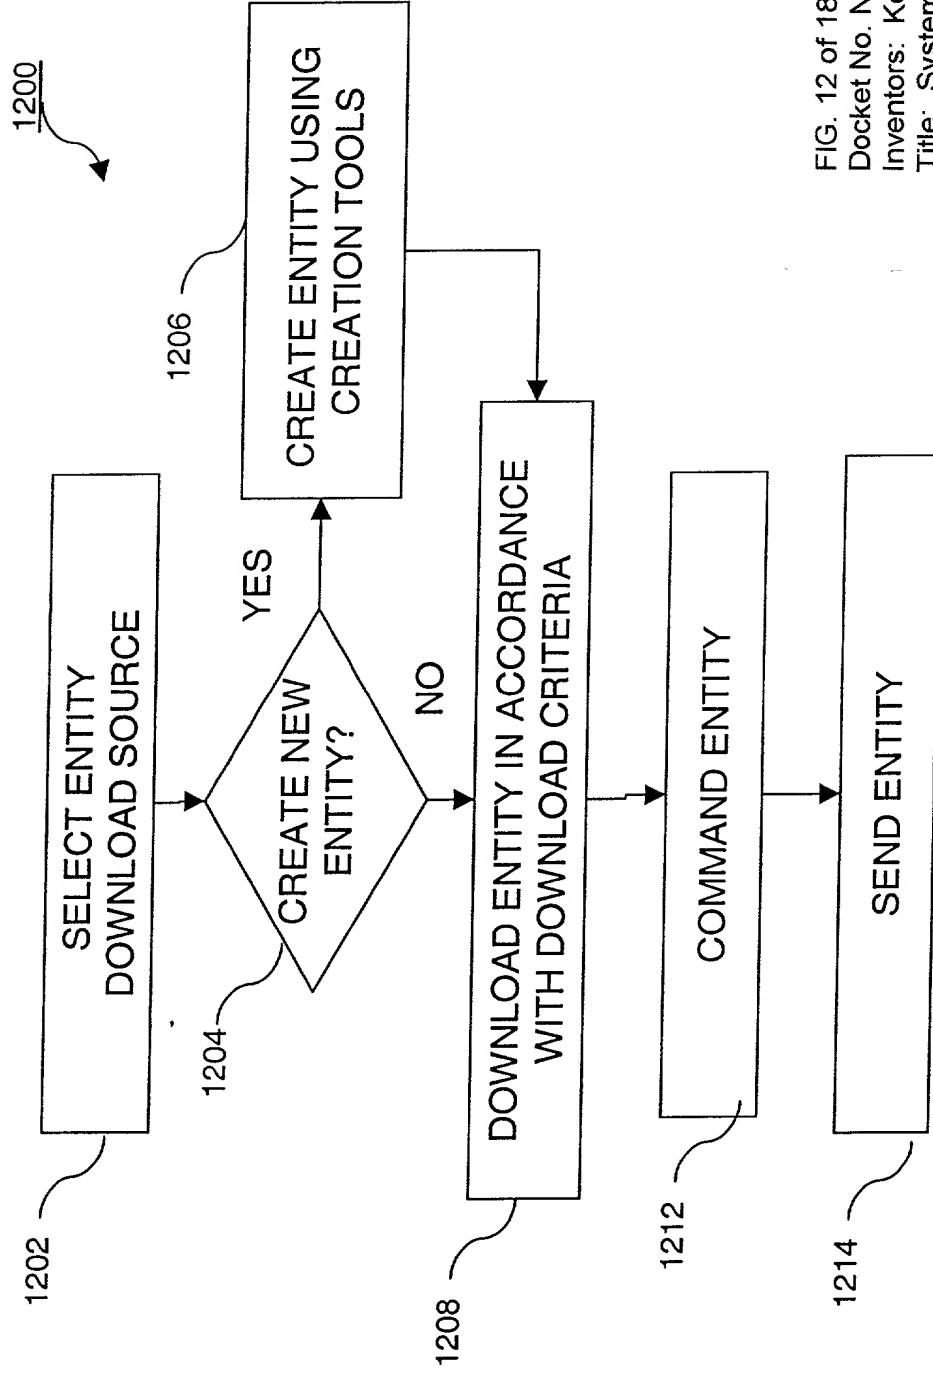 1200
1202
SELECT ENTITY
DOWNLOAD SOURCE
1204
CREATE NEW
ENTITY?
YES
1206
CREATE ENTITY USING
CREATION TOOLS
NO
1208
DOWNLOAD ENTITY IN ACCORDANCE
WITH DOWNLOAD CRITERIA
1212
COMMAND ENTITY
1214
SEND ENTITY
FIG. 12 of 18
Docket No.
Inventors:
Title: